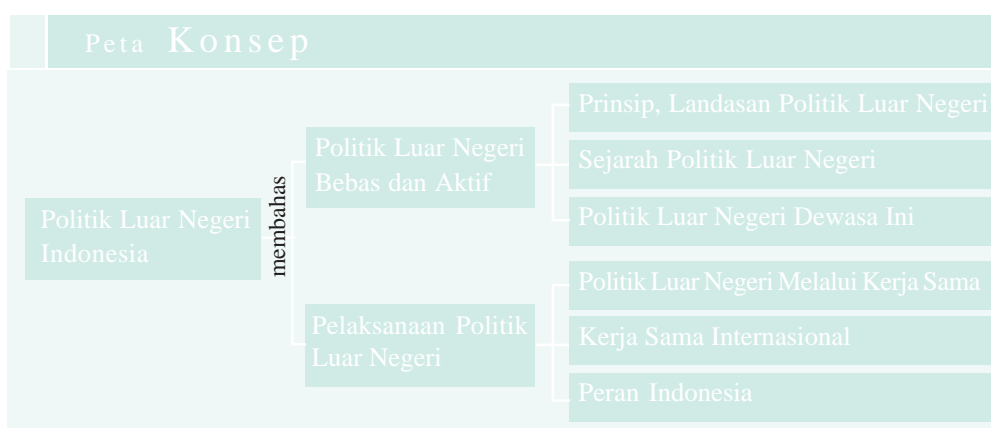 Peta Konsep
Politik Luar Negeri
Indonesia
membahas
Politik Luar Negeri
Bebas dan Aktif
Prinsip, Landasan Politik Luar Negeri
Sejarah Politik Luar Negeri
Politik Luar Negeri Dewasa Ini
Pelaksanaan Politik
Luar Negeri
Politik Luar Negeri Melalui Kerja Sama
Kerja Sama Internasional
Peran Indonesia